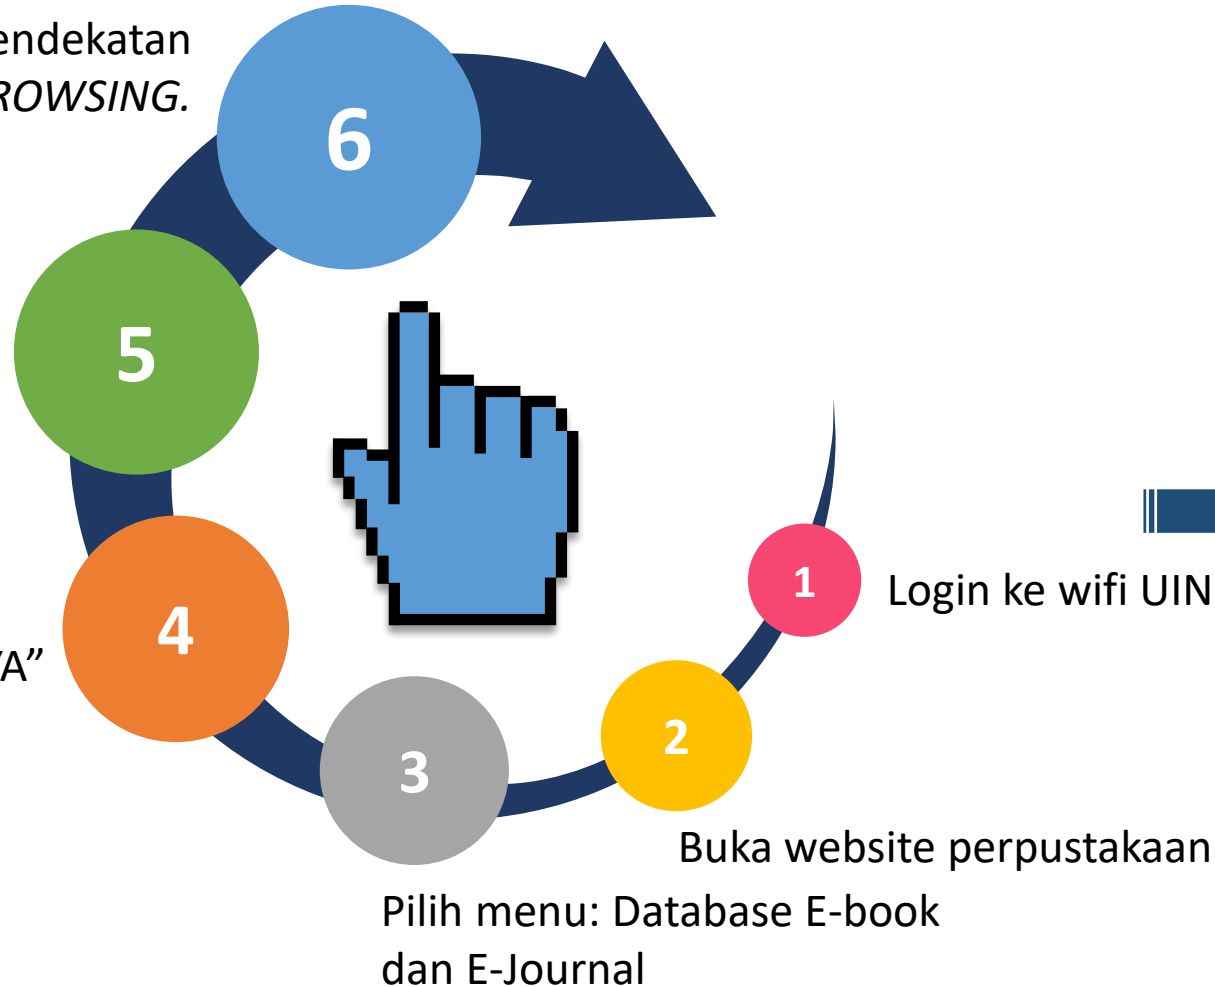 endekatan
ROWSING.
6
5
4
A”
3
2
1
Login ke wifi UIN
Buka website perpustakaan
Pilih menu: Database E-book
dan E-Journal